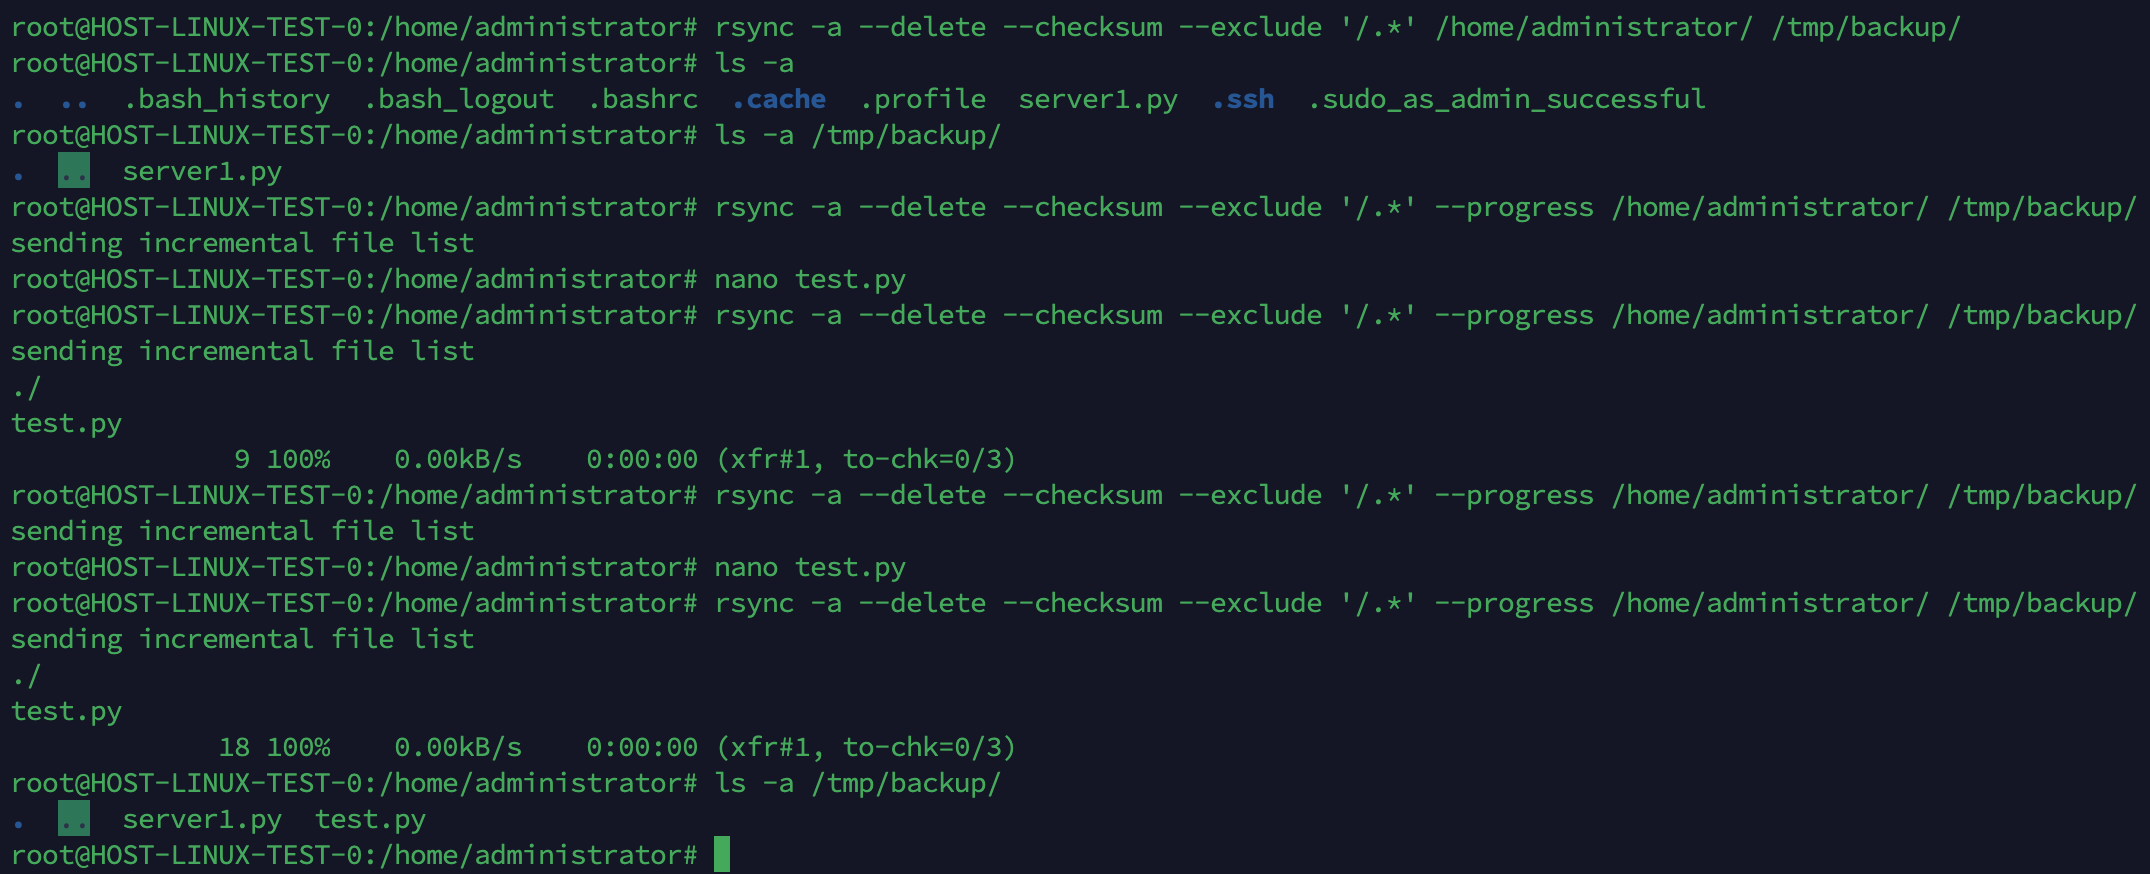 root@HOST-LINUX-TEST-0:/home/administrator# rsync -a --delete --checksum --exclude '/.*' /home/administrator/ /tmp/backup/
root@HOST-LINUX-TEST-0:/home/administrator# ls -a
.  ..  .bash_history  .bash_logout  .bashrc  .cache  .profile  server1.py  .ssh  .sudo_as_admin_successful
root@HOST-LINUX-TEST-0:/home/administrator# ls -a /tmp/backup/
.  ..  server1.py
root@HOST-LINUX-TEST-0:/home/administrator# rsync -a --delete --checksum --exclude '/.*' --progress /home/administrator/ /tmp/backup/
sending incremental file list
root@HOST-LINUX-TEST-0:/home/administrator# nano test.py
root@HOST-LINUX-TEST-0:/home/administrator# rsync -a --delete --checksum --exclude '/.*' --progress /home/administrator/ /tmp/backup/
sending incremental file list
./
test.py
              9 100%    0.00kB/s    0:00:00 (xfr#1, to-chk=0/3)
root@HOST-LINUX-TEST-0:/home/administrator# rsync -a --delete --checksum --exclude '/.*' --progress /home/administrator/ /tmp/backup/
sending incremental file list
root@HOST-LINUX-TEST-0:/home/administrator# nano test.py
root@HOST-LINUX-TEST-0:/home/administrator# rsync -a --delete --checksum --exclude '/.*' --progress /home/administrator/ /tmp/backup/
sending incremental file list
./
test.py
             18 100%    0.00kB/s    0:00:00 (xfr#1, to-chk=0/3)
root@HOST-LINUX-TEST-0:/home/administrator# ls -a /tmp/backup/
.  ..  server1.py  test.py
root@HOST-LINUX-TEST-0:/home/administrator#